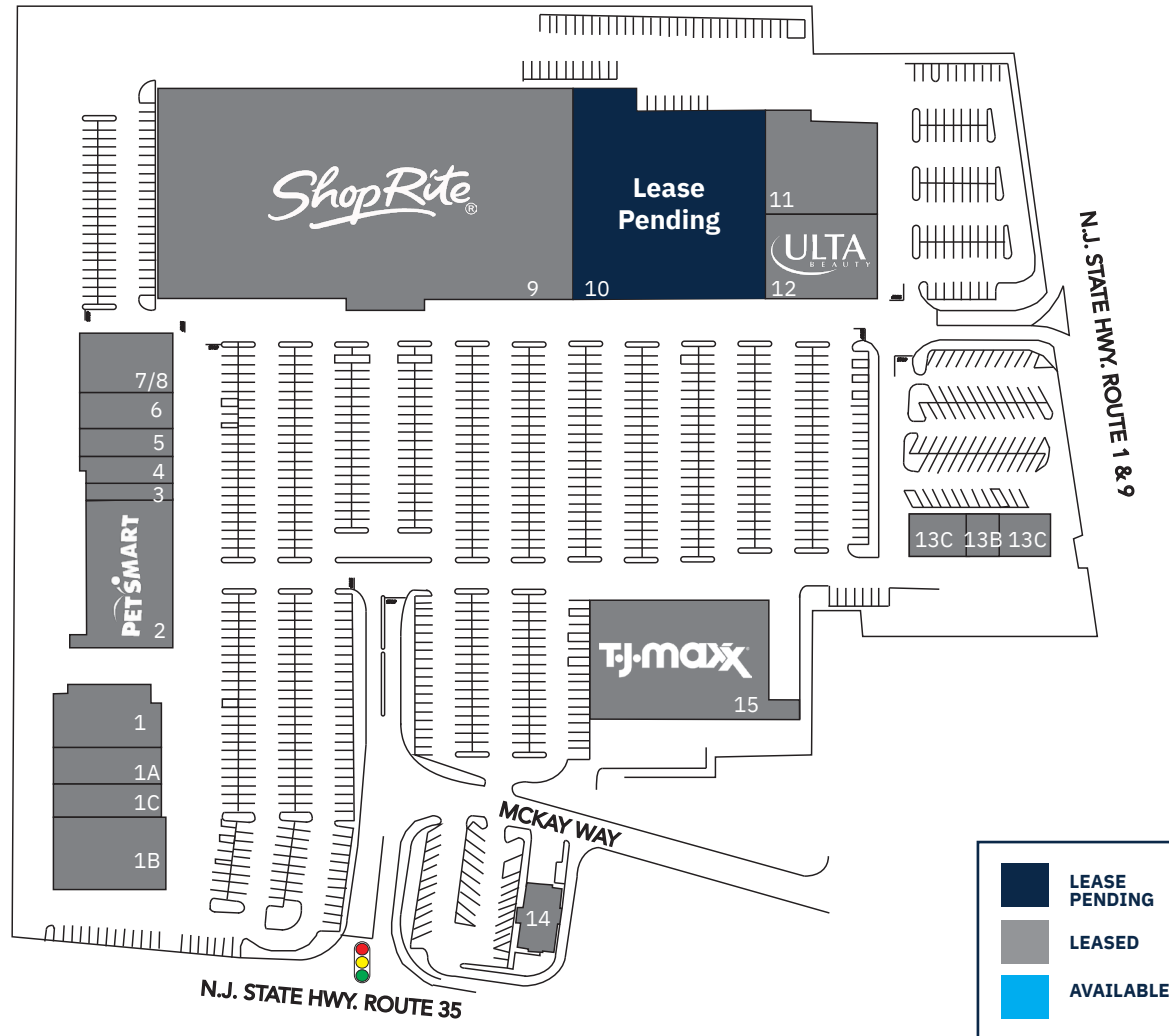 ShopRite®
Lease
Pending
11
ULTA
BEAUTY
9
10
12
N.J. STATE HWY. ROUTE 1 & 9
7/8
6
5
4
3
PETSMART
2
13C
13B
13C
T·J·maxx
15
1
1A
1C
1B
MCKAY WAY
14
N.J. STATE HWY. ROUTE 35
LEASE
PENDING
LEASED
AVAILABLE